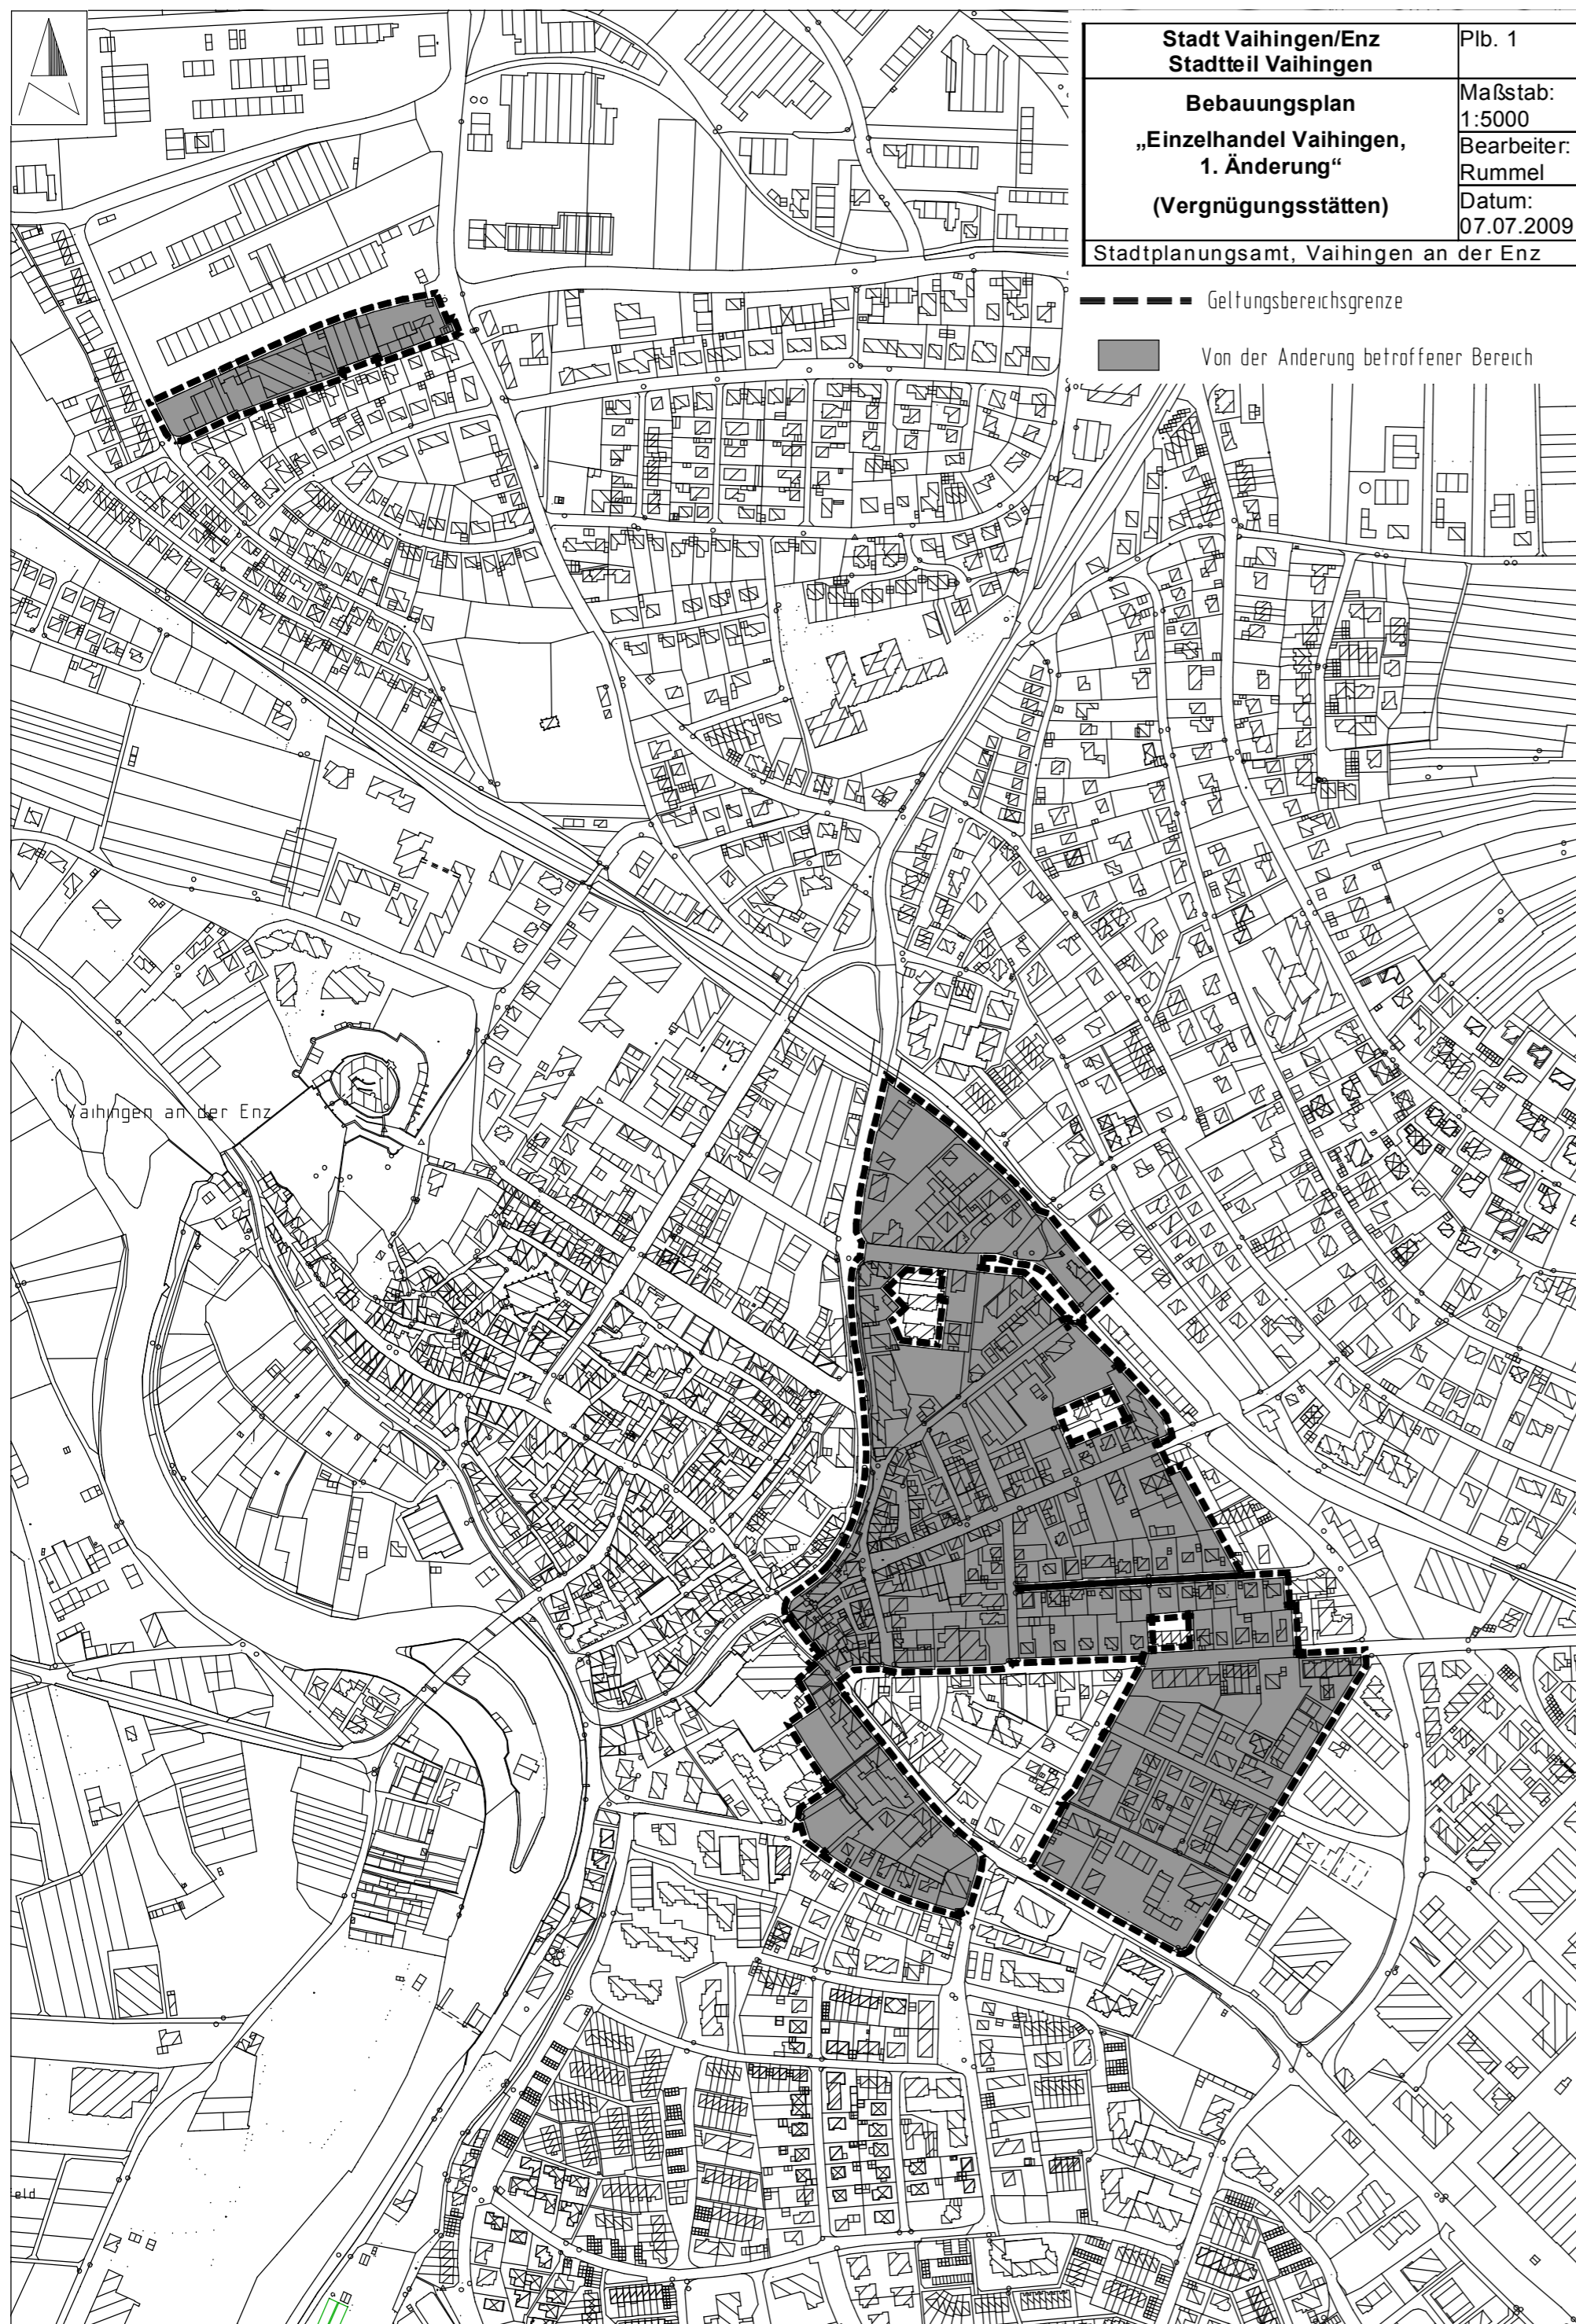 Stadt Vaihingen/Enz
Stadtteil Vaihingen
Plb. 1
Bebauungsplan
„Einzelhandel Vaihingen,
1. Änderung“
(Vergnügungsstätten)
Maßstab:
1:5000
Bearbeiter:
Rummel
Datum:
07.07.2009
Stadtplanungsamt, Vaihingen an der Enz
Geltungsbereichsgrenze
Von der Anderung betroffener Bereich
Vaihingen an der Enz
eld